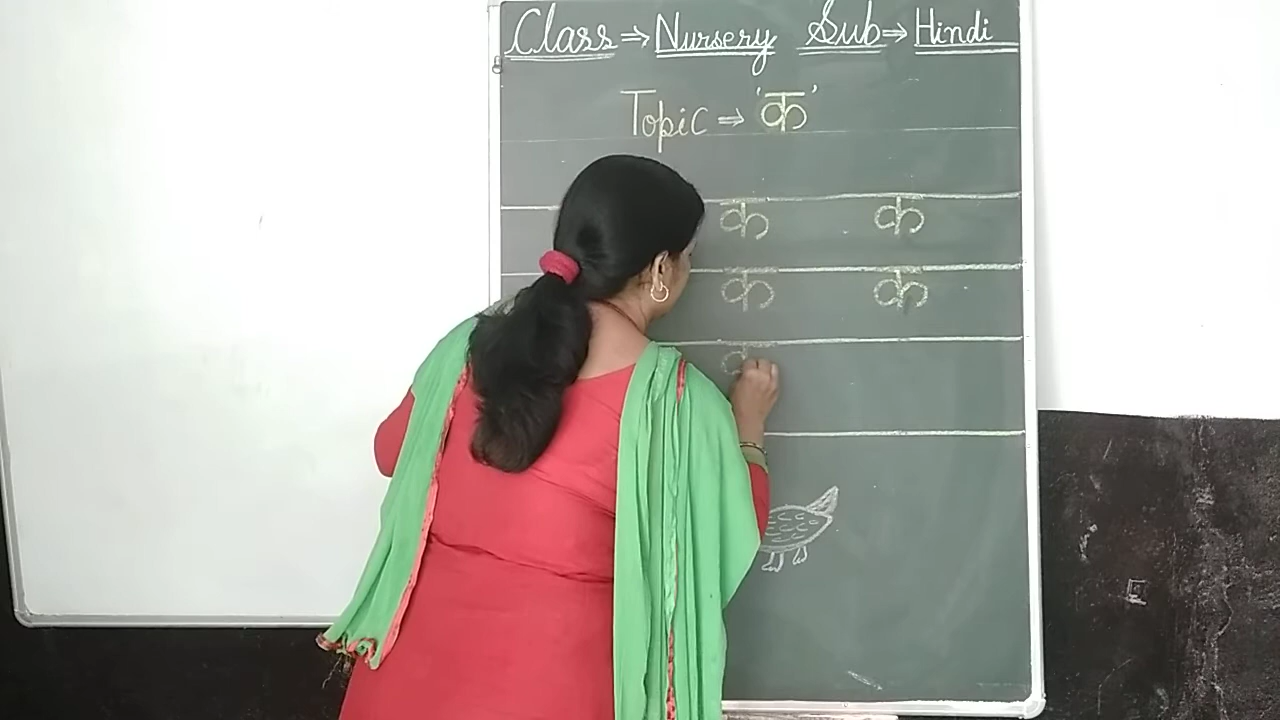 Class ⇒ Nursery Sub ⇒ Hindi
Topic ⇒ 'क'
क क
क क